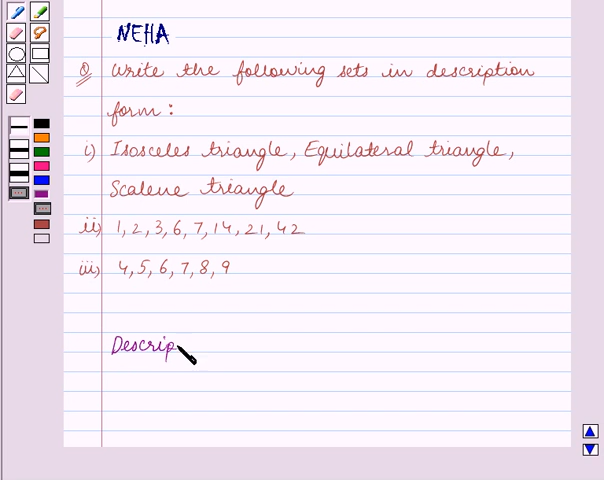 NEHA
Q Write the following sets in description
form :
i) Isosceles triangle, Equilateral triangle,
Scalene triangle
ii) 1, 2, 3, 6, 7, 14, 21, 42
iii) 4, 5, 6, 7, 8, 9
Descrip